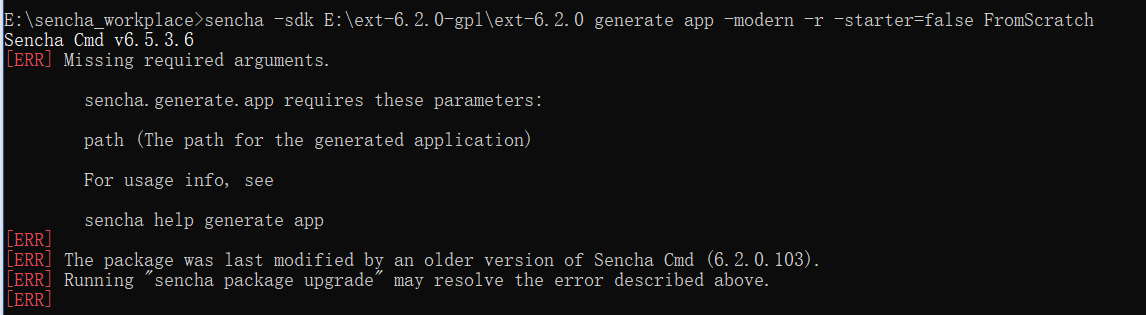 E:\sencha_workplace>sencha -sdk E:\ext-6.2.0-gpl\ext-6.2.0 generate app -modern -r -starter=false FromScratch
Sencha Cmd v6.5.3.6
[ERR] Missing required arguments.
sencha.generate.app requires these parameters:
path (The path for the generated application)
For usage info, see
sencha help generate app
[ERR]
[ERR] The package was last modified by an older version of Sencha Cmd (6.2.0.103).
[ERR] Running "sencha package upgrade" may resolve the error described above.
[ERR]